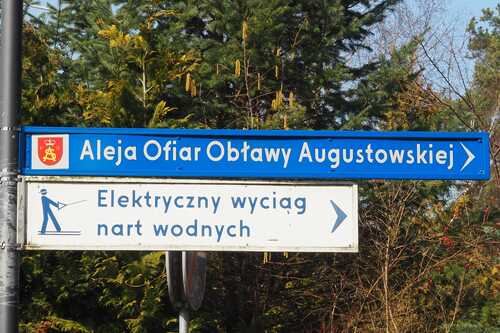 Aleja Ofiar Obławy Augustowskiej
Elektryczny wyciąg
nart wodnych